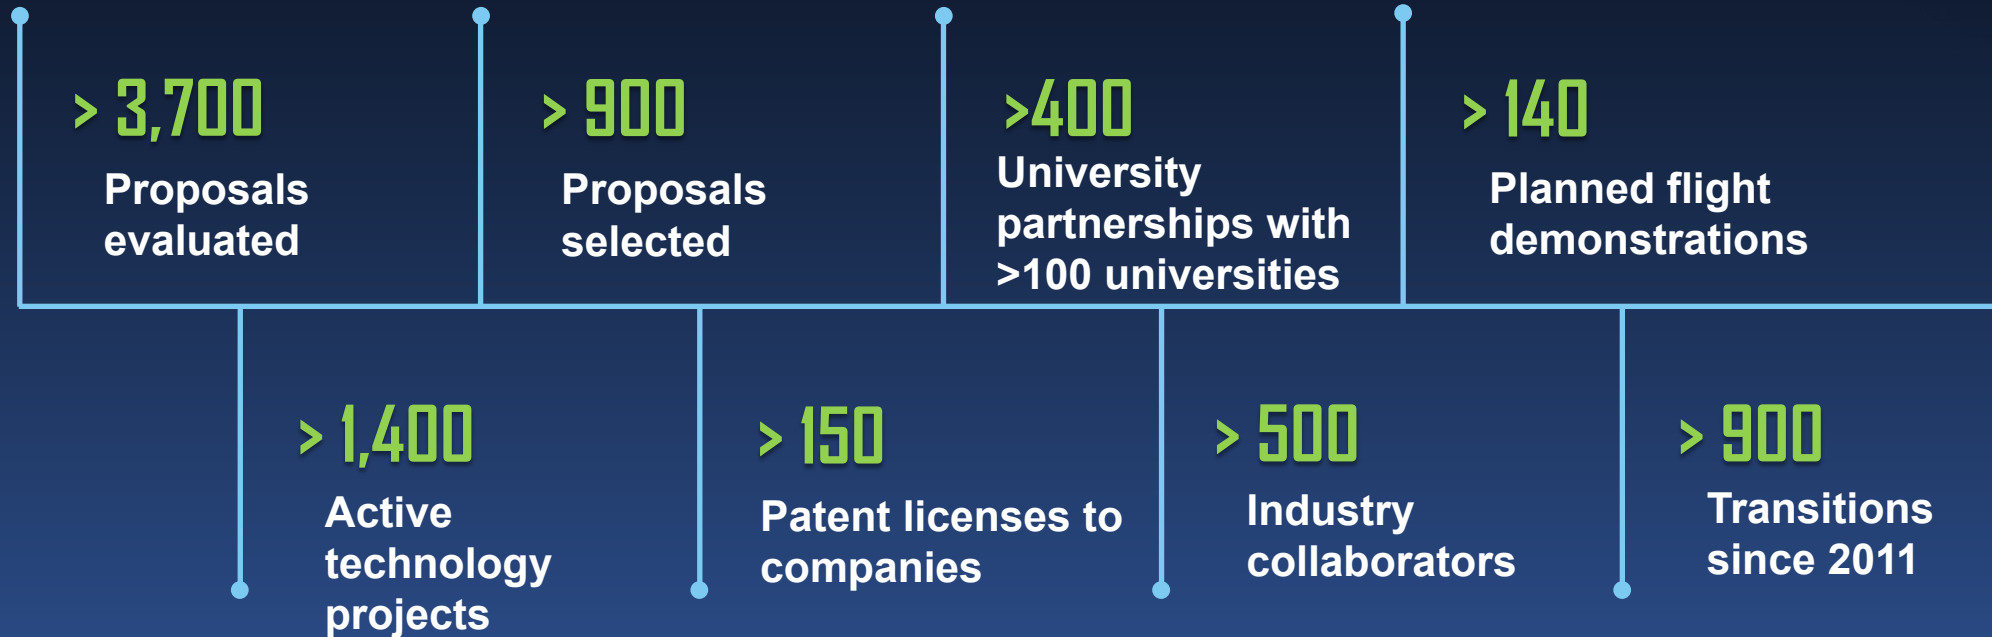 > 3,700
Proposals
evaluated
> 900
Proposals
selected
>400
University
partnerships with
>100 universities
> 140
Planned flight
demonstrations
> 1,400
Active
technology
projects
> 150
Patent licenses to
companies
> 500
Industry
collaborators
> 900
Transitions
since 2011